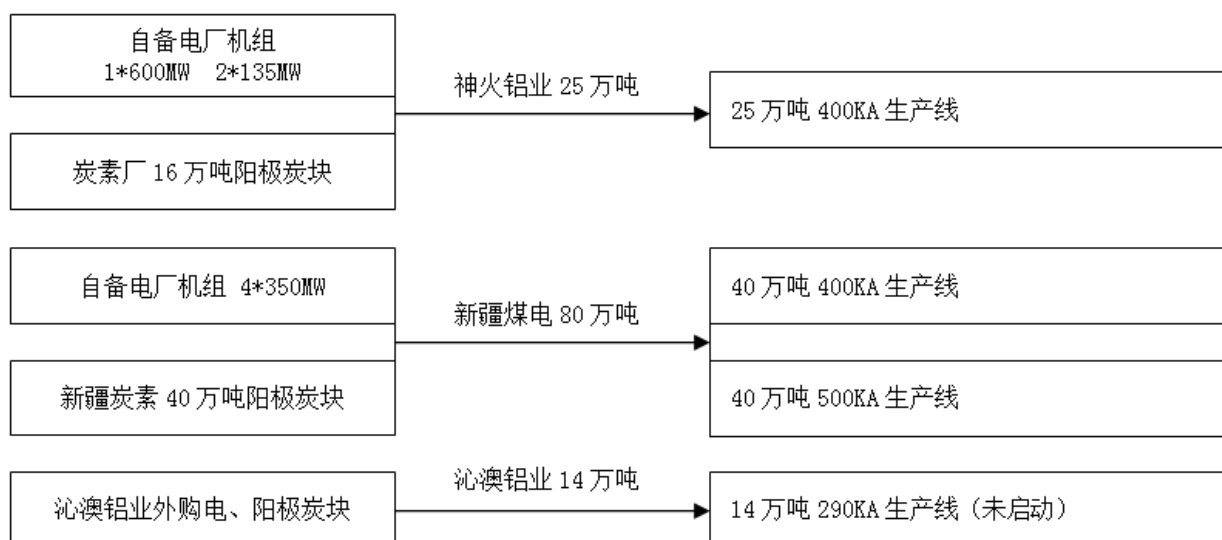 自备电厂机组
1*600MW 2*135MW
神火铝业 25 万吨
25 万吨 400KA 生产线
炭素厂 16 万吨阳极炭块
自备电厂机组 4*350MW
40 万吨 400KA 生产线
新疆煤电 80 万吨
新疆炭素 40 万吨阳极炭块
40 万吨 500KA 生产线
沁澳铝业 14 万吨
沁澳铝业外购电、阳极炭块
14 万吨 290KA 生产线（未启动）